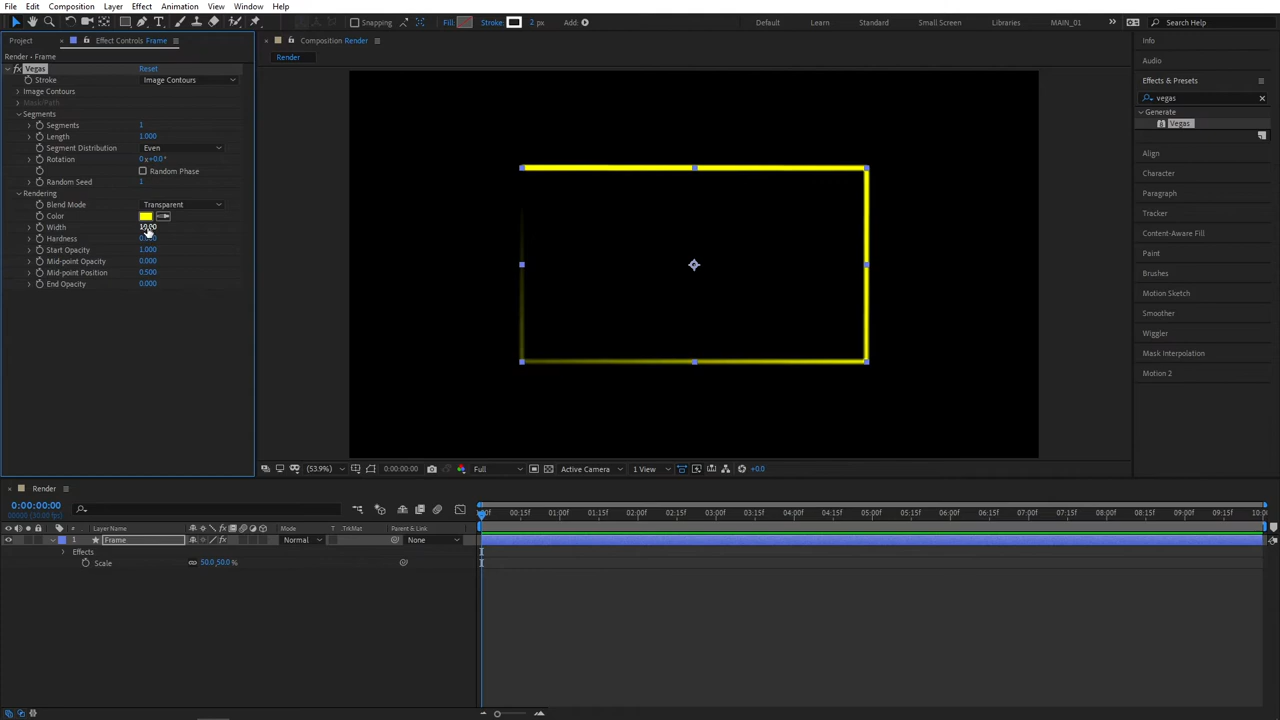 File Edit Composition Layer Effect Animation View Window Help
Snapping Fill Stroke: 2 px Add: Default Learn Standard Small Screen Libraries MAIN_01 » Search Help
Project × Effect Controls Frame Composition Render Info
Render • Frame Render Audio
fx Vegas Reset Effects & Presets
Stroke Image Contours vegas
Image Contours Generate
Mask/Path Vegas
Segments
Segments 1
Length 1.000
Segment Distribution Even Align
Rotation 0x+0.0° Character
Random Phase
Random Seed 1
Rendering Paragraph
Blend Mode Transparent Tracker
Color
Width
Hardness Content-Aware Fill
Start Opacity 1.000 Paint
Mid-point Opacity 0.000
Mid-point Position 0.500 Brushes
End Opacity 0.000 Motion Sketch
Smoother
Wiggler
Mask Interpolation
Motion 2
(53.9%) 0:00:00:00 Full Active Camera 1 View +0.0
× Render
0:00:00:00
00000 (30.00 fps)
:00f 00:15f 01:00f 01:15f 02:00f 02:15f 03:00f 03:15f 04:00f 04:15f 05:00f 05:15f 06:00f 06:15f 07:00f 07:15f 08:00f 08:15f 09:00f 09:15f 10:0
# Layer Name Mode T TrkMat Parent & Link
1 Frame Normal None
Effects
Scale 50.0,50.0 %